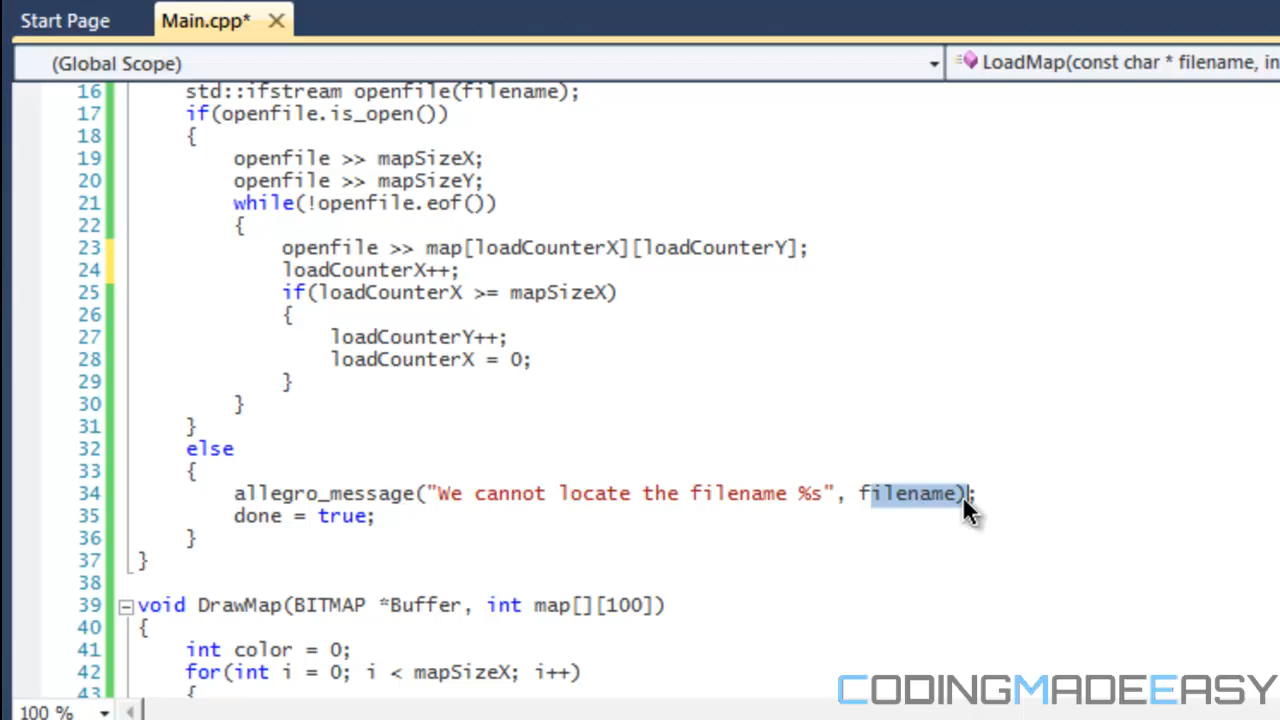 Start Page Main.cpp*
(Global Scope) LoadMap(const char * filename, in
16 std::ifstream openfile(filename);
17 if(openfile.is_open())
18 {
19 openfile >> mapSizeX;
20 openfile >> mapSizeY;
21 while(!openfile.eof())
22 {
23 openfile >> map[loadCounterX][loadCounterY];
24 loadCounterX++;
25 if(loadCounterX >= mapSizeX)
26 {
27 loadCounterY++;
28 loadCounterX = 0;
29 }
30 }
31 }
32 else
33 {
34 allegro_message("We cannot locate the filename %s", filename);
35 done = true;
36 }
37 }
38
39 void DrawMap(BITMAP *Buffer, int map[][100])
40 {
41 int color = 0;
42 for(int i = 0; i < mapSizeX; i++)
43 {
CODINGMADEEASY
100 %